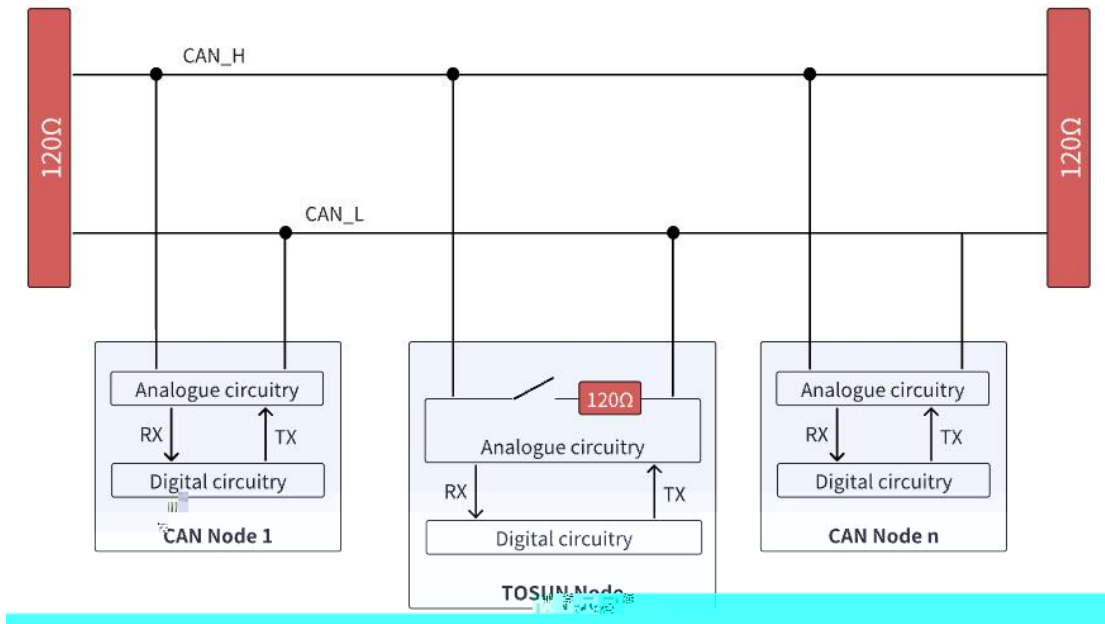 CAN_H
120Ω
120Ω
CAN_L
Analogue circuitry
RX
TX
Digital circuitry
CAN Node 1
120Ω
Analogue circuitry
RX
TX
Digital circuitry
TOSUN Node
Analogue circuitry
RX
TX
Digital circuitry
CAN Node n